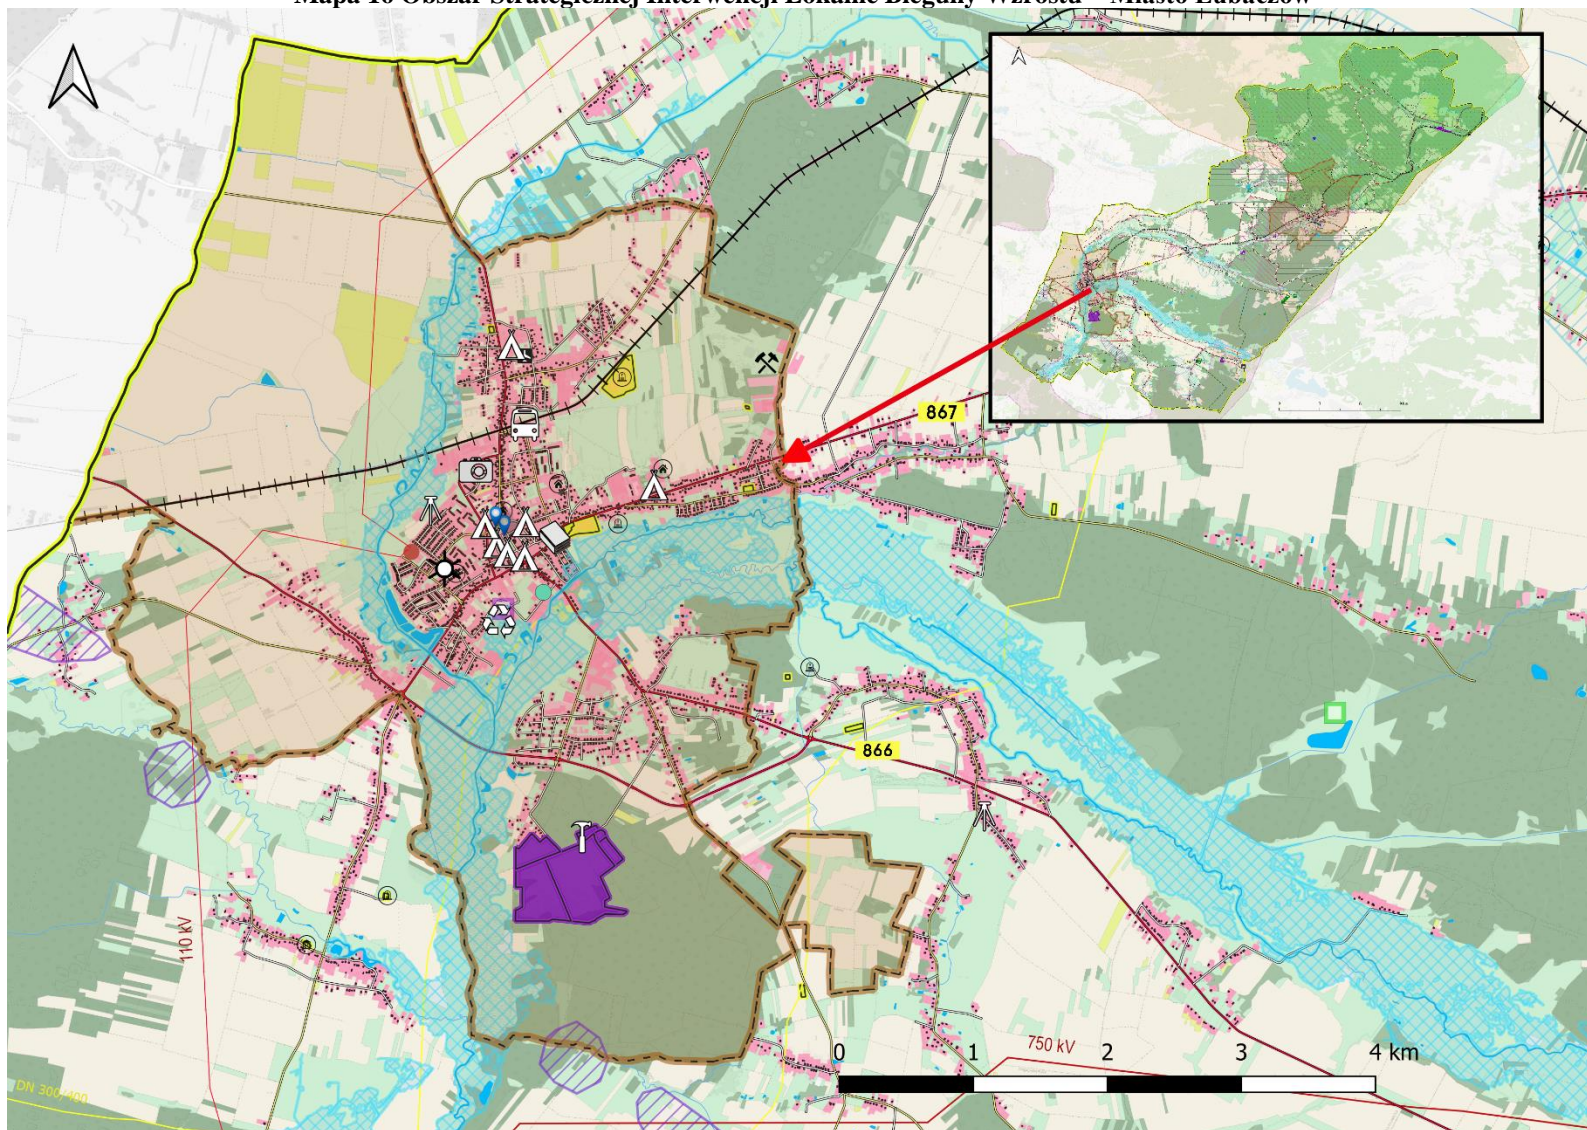 Mapa 16 Obszar Strategicznej Interwencji Lokalne Bieguny Wzrostu – Miasto Lubaczów
867
866
110 kV
750 kV
DN 300/400
0 1 2 3 4 km